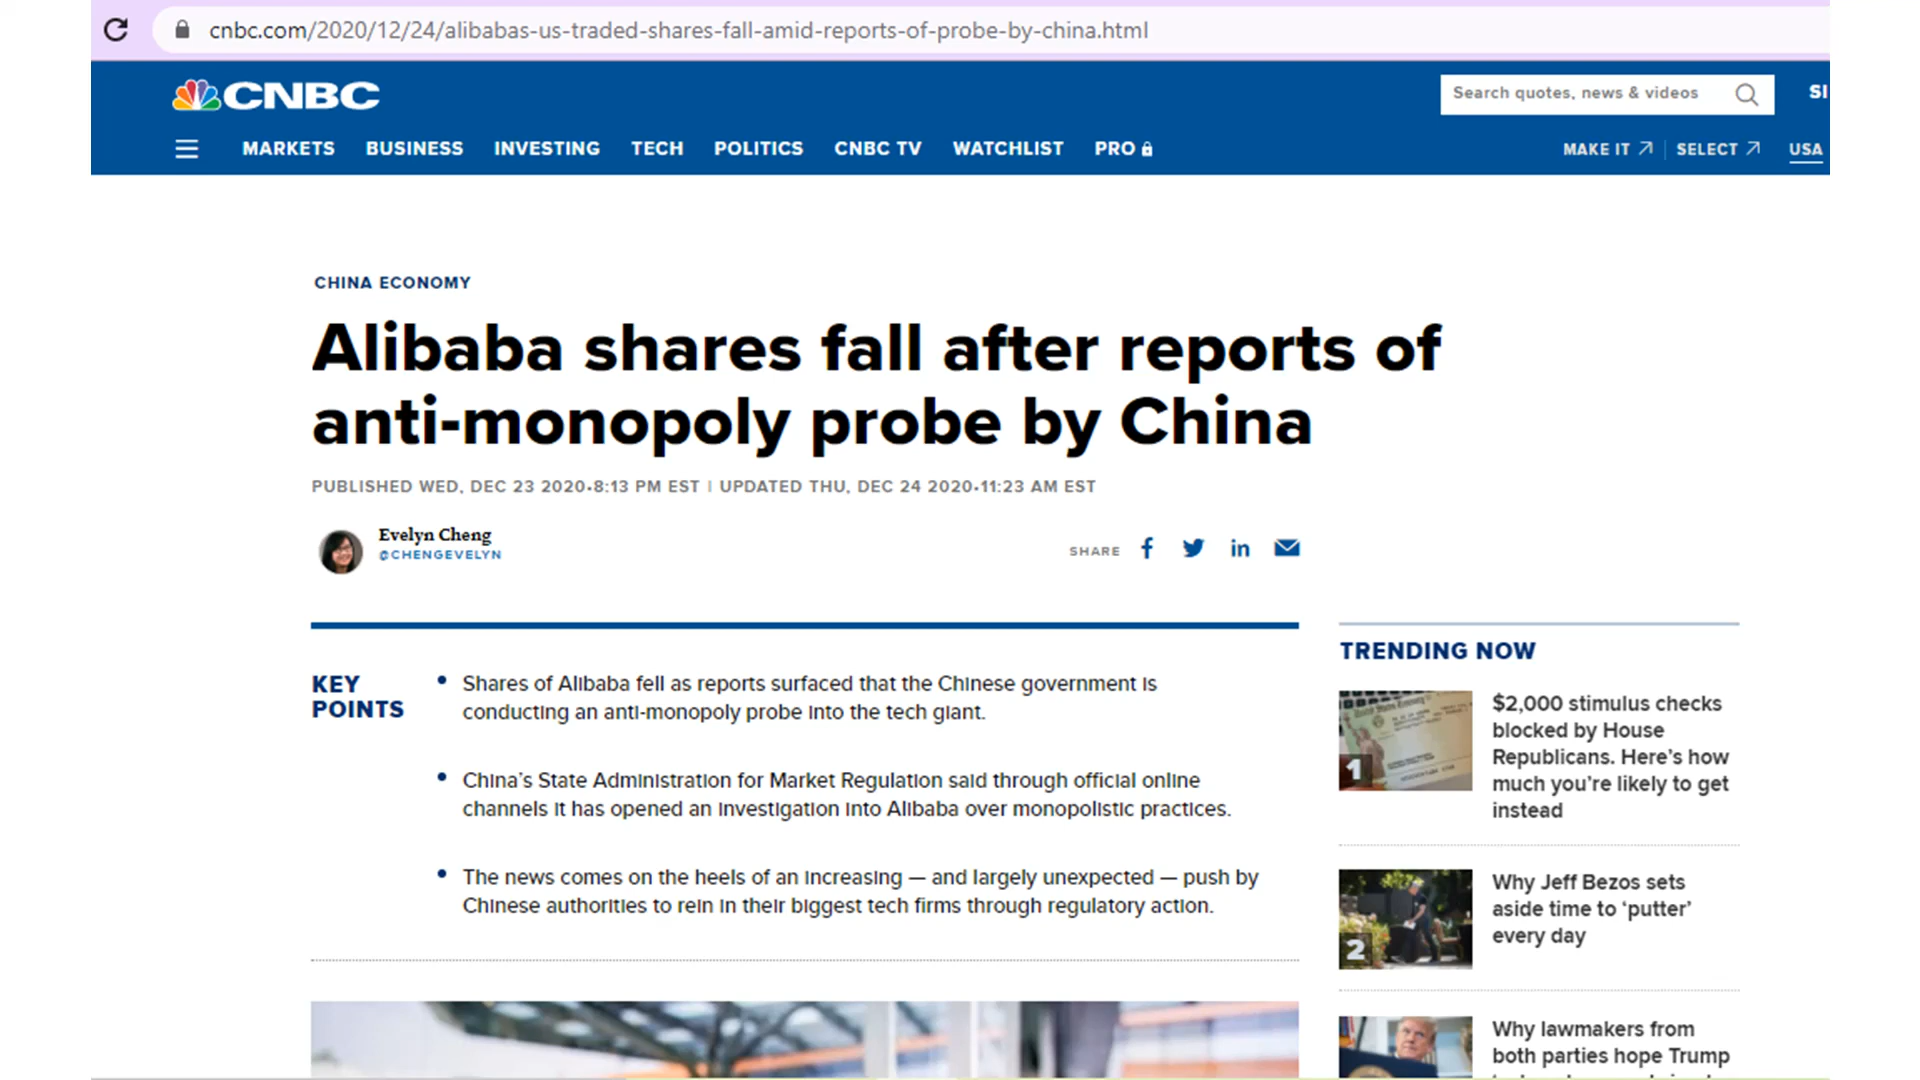 cnbc.com/2020/12/24/alibabas-us-traded-shares-fall-amid-reports-of-probe-by-china.html
CNBC
Search quotes, news & videos
SI
MARKETS BUSINESS INVESTING TECH POLITICS CNBC TV WATCHLIST PRO
MAKE IT SELECT USA
CHINA ECONOMY
Alibaba shares fall after reports of
anti-monopoly probe by China
PUBLISHED WED, DEC 23 2020•8:13 PM EST | UPDATED THU, DEC 24 2020•11:23 AM EST
Evelyn Cheng
@CHENGEVELYN
SHARE
KEY
POINTS
Shares of Alibaba fell as reports surfaced that the Chinese government is
conducting an anti-monopoly probe into the tech giant.
China’s State Administration for Market Regulation said through official online
channels it has opened an investigation into Alibaba over monopolistic practices.
The news comes on the heels of an increasing — and largely unexpected — push by
Chinese authorities to rein in their biggest tech firms through regulatory action.
TRENDING NOW
1
$2,000 stimulus checks
blocked by House
Republicans. Here’s how
much you’re likely to get
instead
2
Why Jeff Bezos sets
aside time to ‘putter’
every day
Why lawmakers from
both parties hope Trump